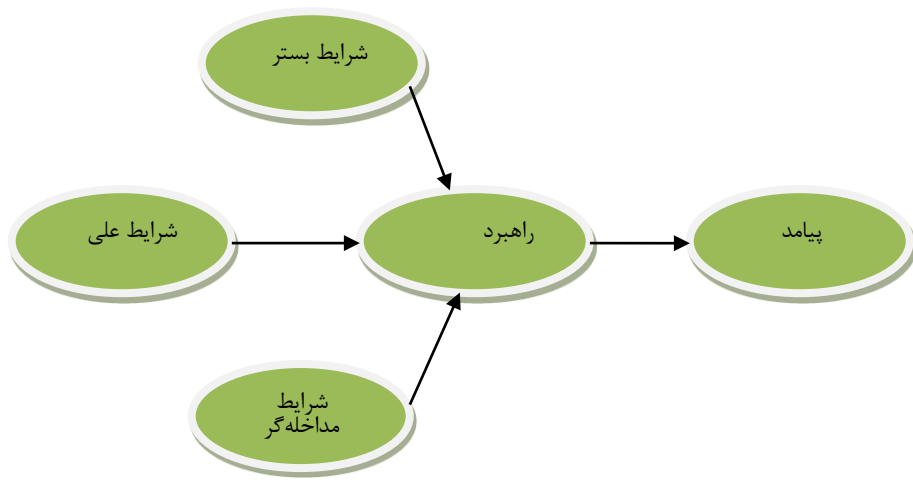 شرایط بستر
شرایط علی
راهبرد
پیامد
شرایط
مداخله‌گر